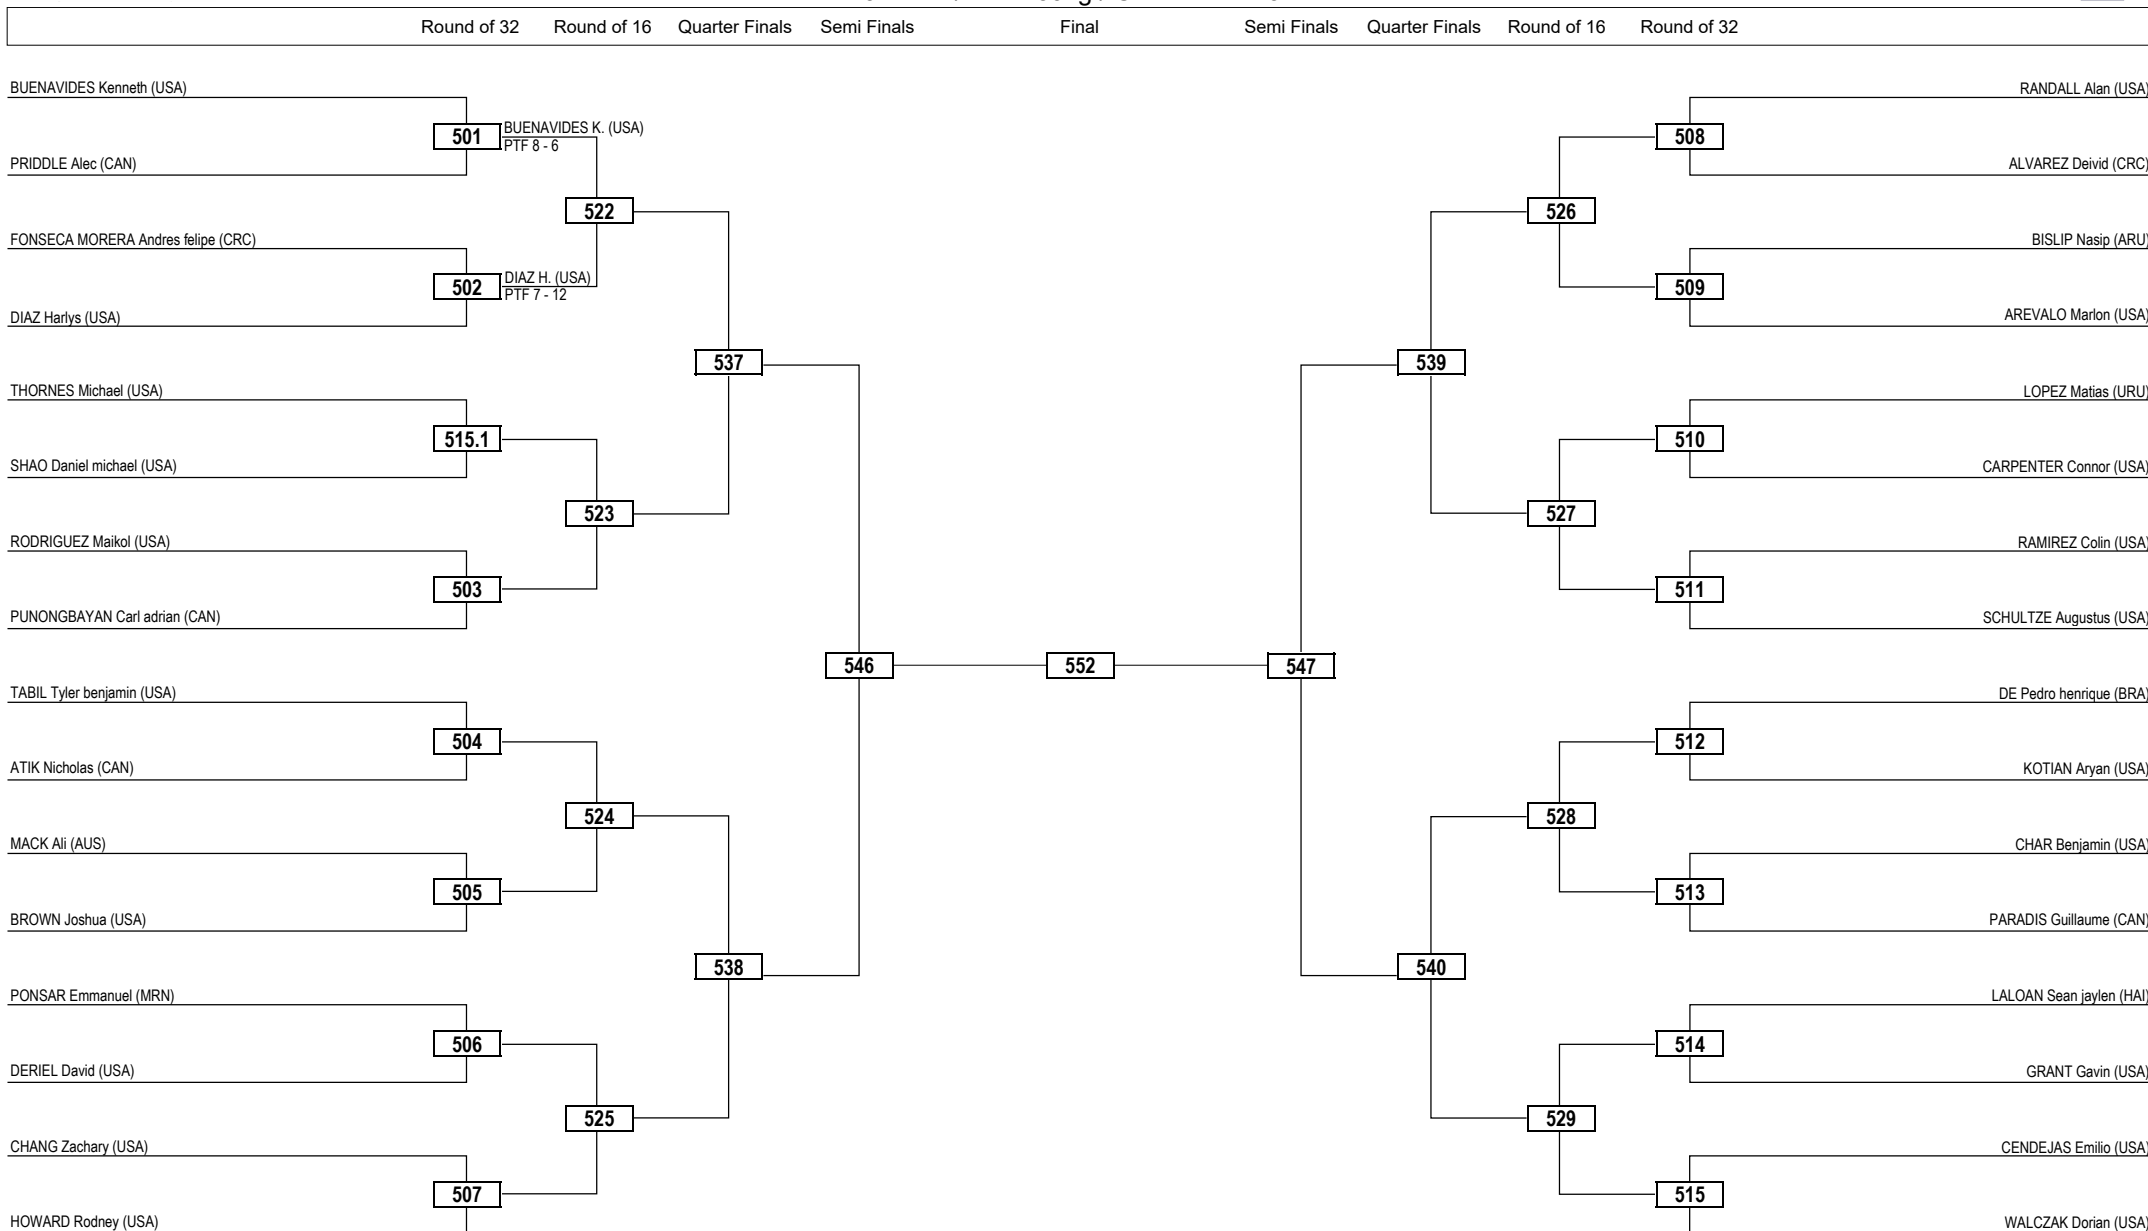 Round of 32 Round of 16 Quarter Finals Semi Finals Final Semi Finals Quarter Finals Round of 16 Round of 32
BUENAVIDES Kenneth (USA)
501
BUENAVIDES K. (USA)
PTF 8 - 6
PRIDDLE Alec (CAN)
522
FONSECA MORERA Andres felipe (CRC)
502
DIAZ H. (USA)
PTF 7 - 12
DIAZ Harlys (USA)
537
THORNES Michael (USA)
515.1
SHAO Daniel michael (USA)
523
RODRIGUEZ Maikol (USA)
503
PUNONGBAYAN Carl adrian (CAN)
546
TABIL Tyler benjamin (USA)
504
ATIK Nicholas (CAN)
524
MACK Ali (AUS)
505
BROWN Joshua (USA)
538
PONSAR Emmanuel (MRN)
506
DERIEL David (USA)
525
CHANG Zachary (USA)
507
HOWARD Rodney (USA)
552
RANDALL Alan (USA)
508
ALVAREZ Deivid (CRC)
526
BISLIP Nasip (ARU)
509
AREVALO Marlon (USA)
539
LOPEZ Matias (URU)
510
CARPENTER Connor (USA)
527
RAMIREZ Colin (USA)
511
SCHULTZE Augustus (USA)
547
DE Pedro henrique (BRA)
512
KOTIAN Aryan (USA)
528
CHAR Benjamin (USA)
513
PARADIS Guillaume (CAN)
540
LALOAN Sean jaylen (HAI)
514
GRANT Gavin (USA)
529
CENDEJAS Emilio (USA)
515
WALCZAK Dorian (USA)